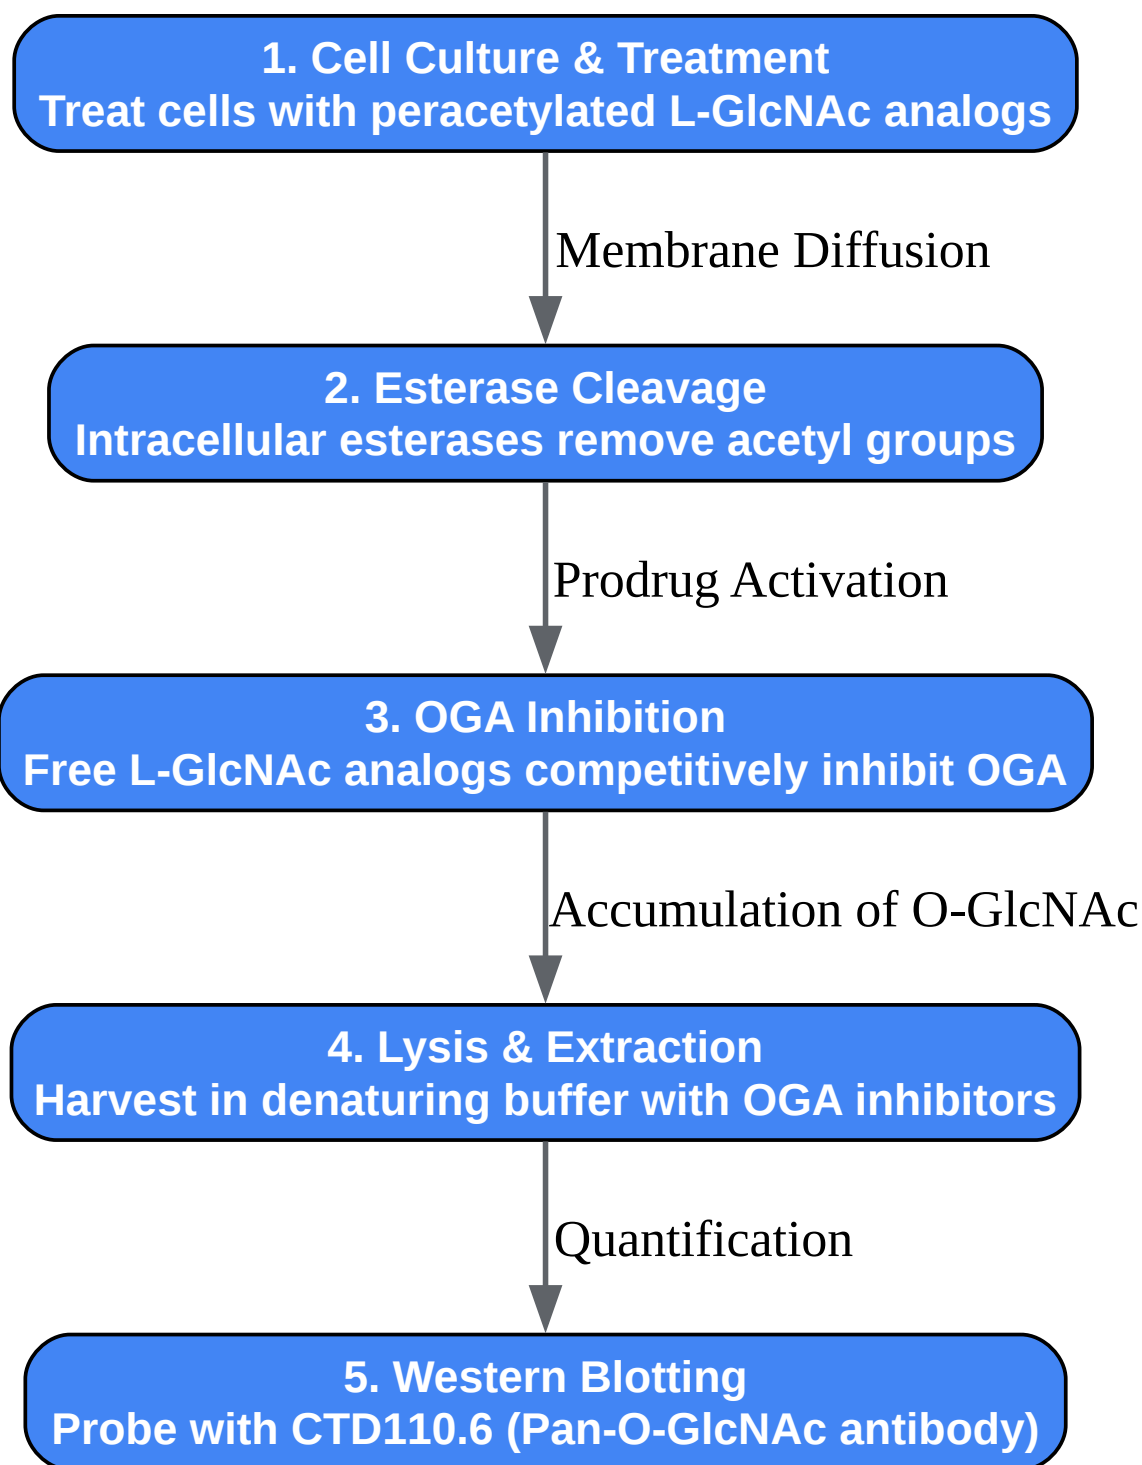 1. Cell Culture & Treatment
Treat cells with peracetylated L-GlcNAc analogs
Membrane Diffusion
2. Esterase Cleavage
Intracellular esterases remove acetyl groups
Prodrug Activation
3. OGA Inhibition
Free L-GlcNAc analogs competitively inhibit OGA
Accumulation of O-GlcNAc
4. Lysis & Extraction
Harvest in denaturing buffer with OGA inhibitors
Quantification
5. Western Blotting
Probe with CTD110.6 (Pan-O-GlcNAc antibody)